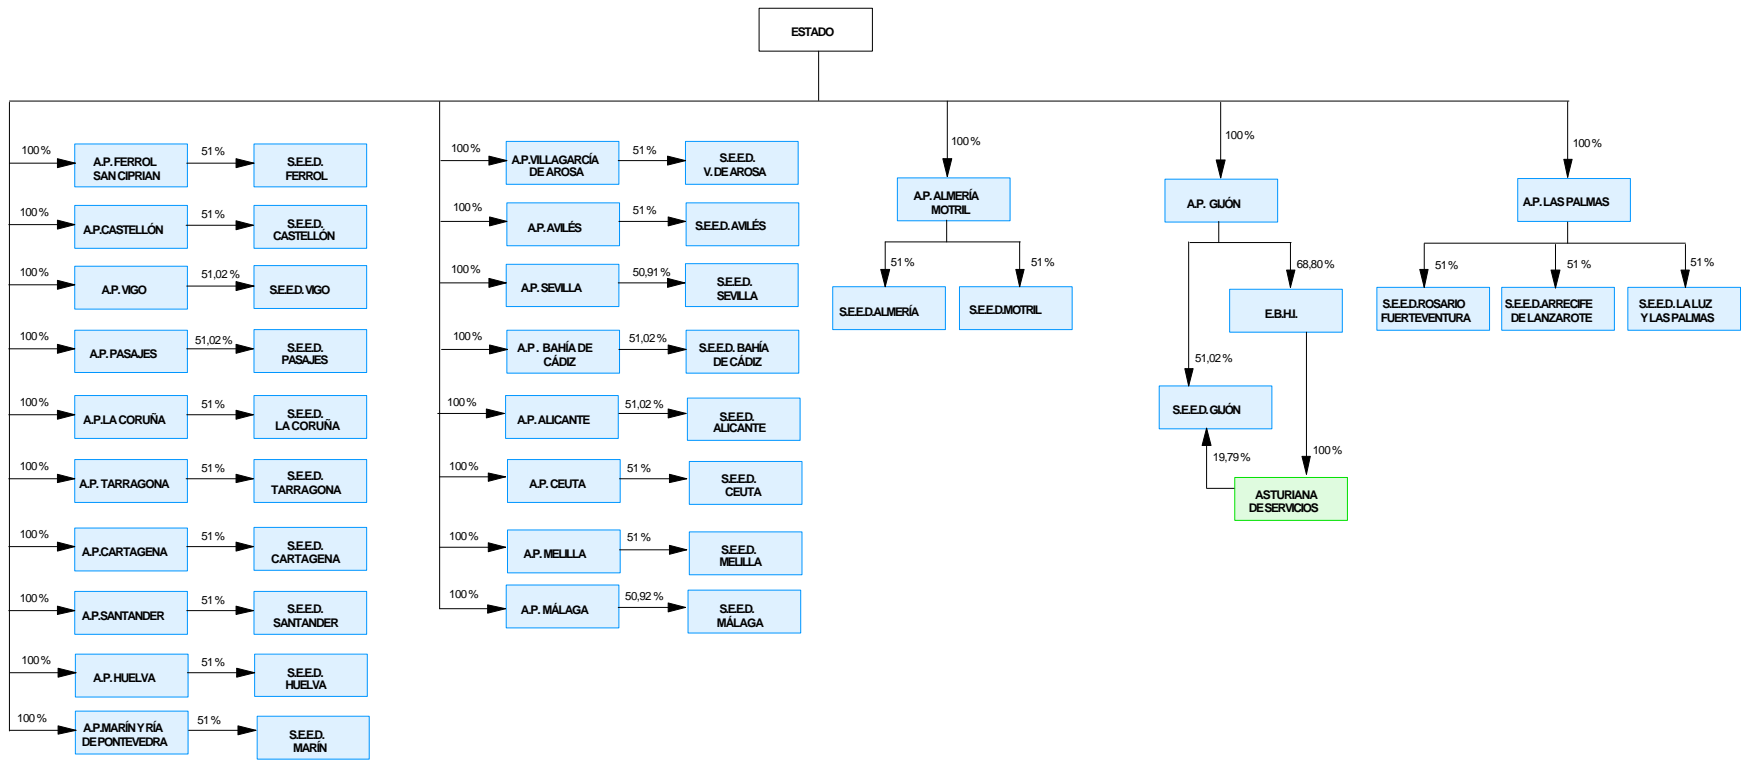 ESTADO
100%
A.P. FERROL
SAN CIPRIAN
51%
S.E.E.D.
FERROL
100%
A.P.CASTELLÓN
51%
S.E.E.D.
CASTELLÓN
100%
A.P. VIGO
51,02%
S.E.E.D. VIGO
100%
A.P. PASAJES
51,02%
S.E.E.D.
PASAJES
100%
A.P.LA CORUÑA
51%
S.E.E.D.
LA CORUÑA
100%
A.P. TARRAGONA
51%
S.E.E.D.
TARRAGONA
100%
A.P.CARTAGENA
51%
S.E.E.D.
CARTAGENA
100%
A.P.SANTANDER
51%
S.E.E.D.
SANTANDER
100%
A.P. HUELVA
51%
S.E.E.D.
HUELVA
100%
A.P.MARÍN Y RÍA
DE PONTEVEDRA
51%
S.E.E.D.
MARÍN
100%
A.P.VILLAGARCÍA
DE AROSA
51%
S.E.E.D.
V. DE AROSA
100%
A.P. AVILÉS
51%
S.E.E.D. AVILÉS
100%
A.P. SEVILLA
50,91%
S.E.E.D.
SEVILLA
100%
A.P. BAHÍA DE
CÁDIZ
51,02%
S.E.E.D. BAHÍA
DE CÁDIZ
100%
A.P. ALICANTE
51,02%
S.E.E.D.
ALICANTE
100%
A.P. CEUTA
51%
S.E.E.D.
CEUTA
100%
A.P. MELILLA
51%
S.E.E.D.
MELILLA
100%
A.P. MÁLAGA
50,92%
S.E.E.D.
MÁLAGA
100%
A.P. ALMERÍA
MOTRIL
51%
51%
S.E.E.D.ALMERÍA
S.E.E.D.MOTRIL
100%
A.P. GIJÓN
68,80%
E.B.H.I.
51,02%
S.E.E.D. GIJÓN
19,79%
100%
ASTURIANA
DE SERVICIOS
100%
A.P. LAS PALMAS
51%
51%
51%
S.E.E.D.ROSARIO
FUERTEVENTURA
S.E.E.D.ARRECIFE
DE LANZAROTE
S.E.E.D. LA LUZ
Y LAS PALMAS